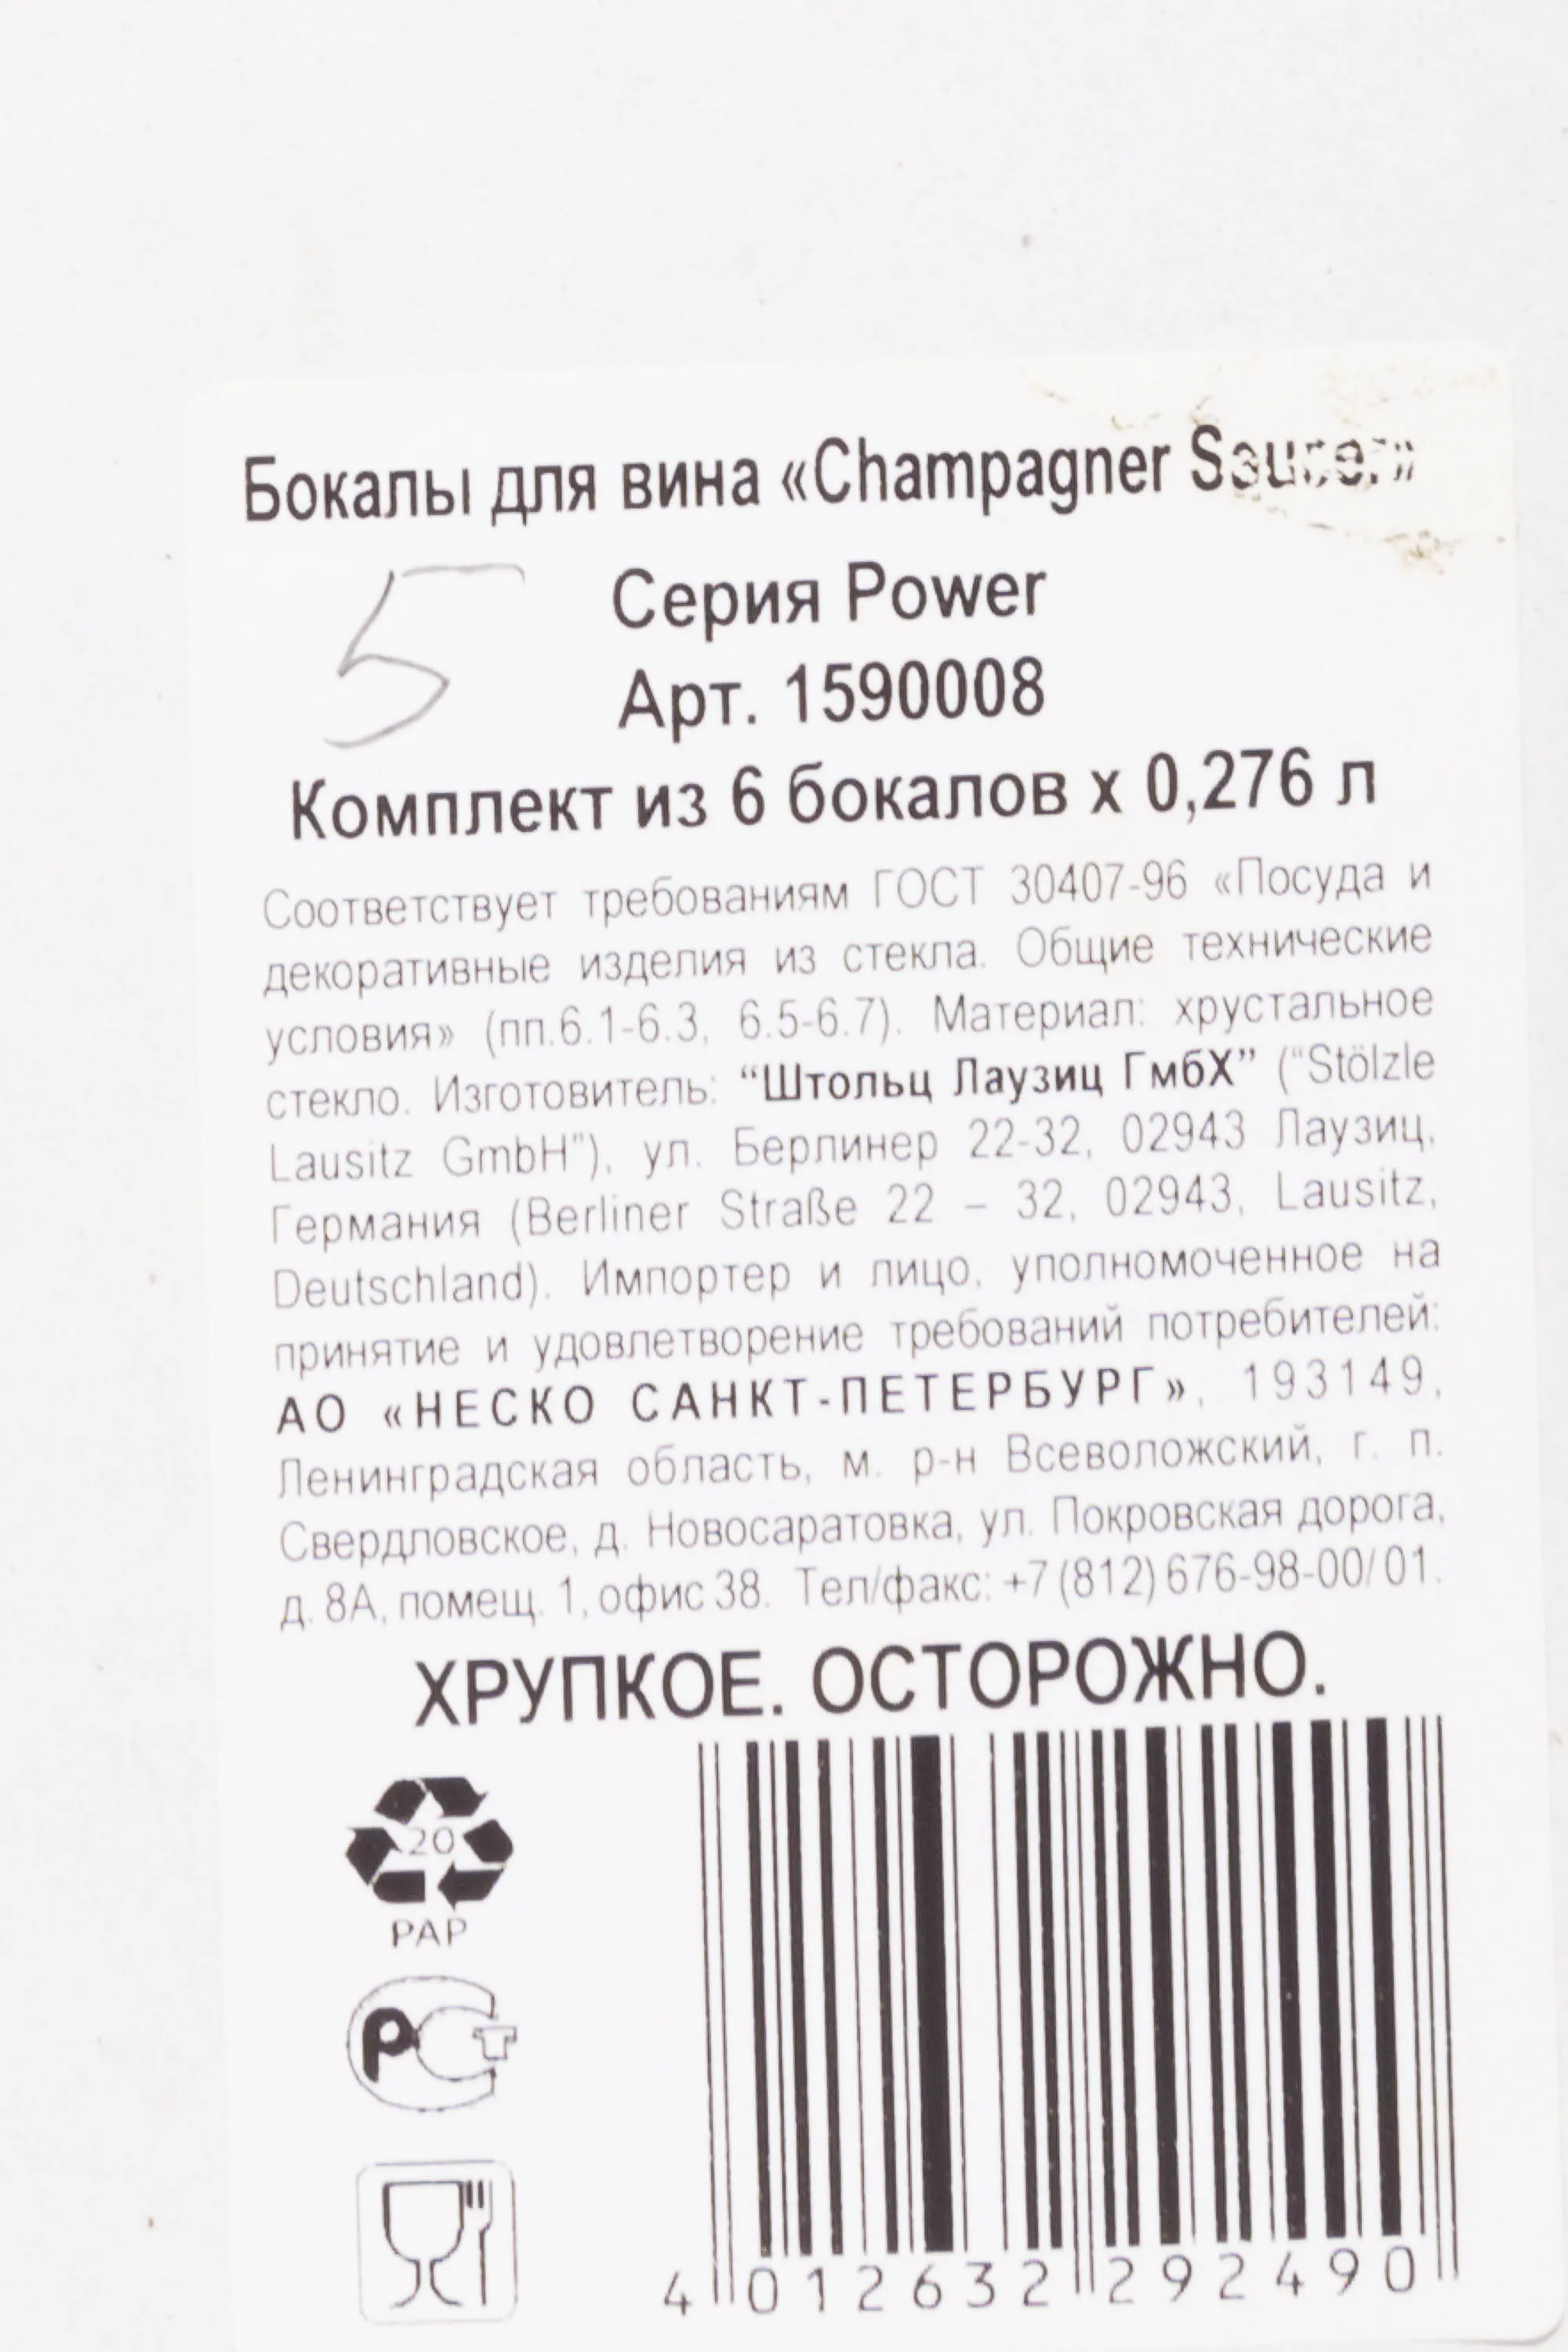 Бокалы для вина «Champagner Saucer»
5
Серия Power
Арт. 1590008
Комплект из 6 бокалов x 0,276 л
Соответствует требованиям ГОСТ 30407-96 «Посуда и
декоративные изделия из стекла. Общие технические
условия» (пп.6.1-6.3, 6.5-6.7). Материал: хрустальное
стекло. Изготовитель: “Штольц Лаузиц ГмбХ” (“Stölzle
Lausitz GmbH”), ул. Берлинер 22-32, 02943 Лаузиц,
Германия (Berliner Straße 22 – 32, 02943, Lausitz,
Deutschland). Импортер и лицо, уполномоченное на
принятие и удовлетворение требований потребителей:
АО «НЕСКО САНКТ-ПЕТЕРБУРГ», 193149,
Ленинградская область, м. р-н Всеволожский, г. п.
Свердловское, д. Новосаратовка, ул. Покровская дорога,
д. 8А, помещ. 1, офис 38. Тел/факс: +7 (812) 676-98-00/ 01.
ХРУПКОЕ. ОСТОРОЖНО.
20
PAP
РСТ
4 012632 292490